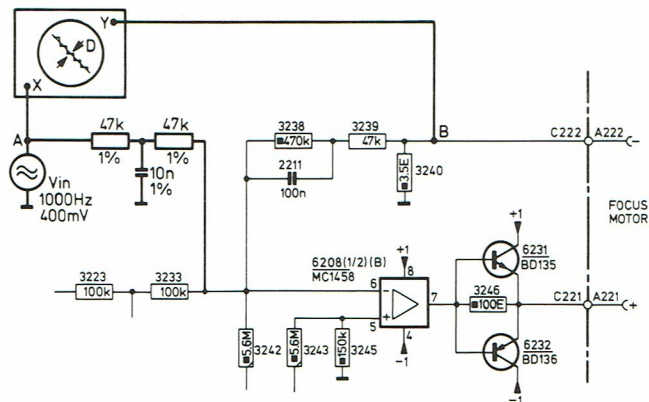 Y
D
X
A
47k
1%
47k
1%
10n
1%
Vin
1000Hz
400mV
3238
470k
3239
47k
B
2211
100n
3.5E
3240
C222
A222
(-
FOCUS
MOTOR
+1
6231
BD135
6208(1/2)(B)
MC1458
+1
8
3223
100k
3233
100k
6
-
7
3246
100E
C221
A221
(+
+
5
4
-1
5.6M
3242
5.6M
3243
150k
3245
6232
BD136
-1